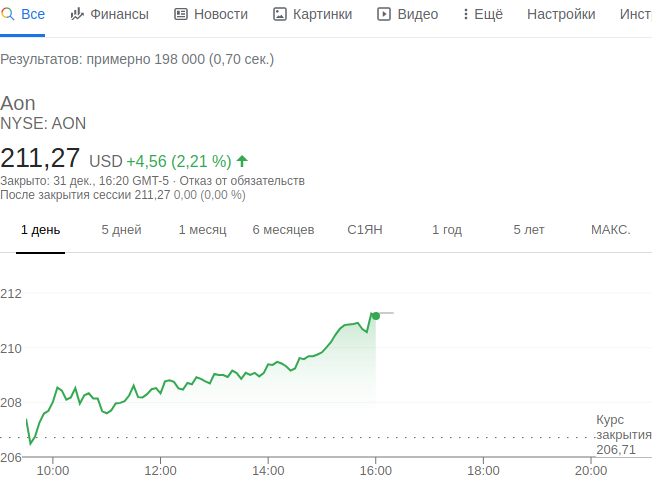 Все Финансы Новости Картинки Видео Ещё Настройки Инст
Результатов: примерно 198 000 (0,70 сек.)
Aon
NYSE: AON
211,27 USD +4,56 (2,21 %)
Закрыто: 31 дек., 16:20 GMT-5 · Отказ от обязательств
После закрытия сессии 211,27 0,00 (0,00 %)
1 день 5 дней 1 месяц 6 месяцев С1ЯН 1 год 5 лет МАКС.
212
210
208
Курс
закрытия
206,71
206
10:00 12:00 14:00 16:00 18:00 20:00